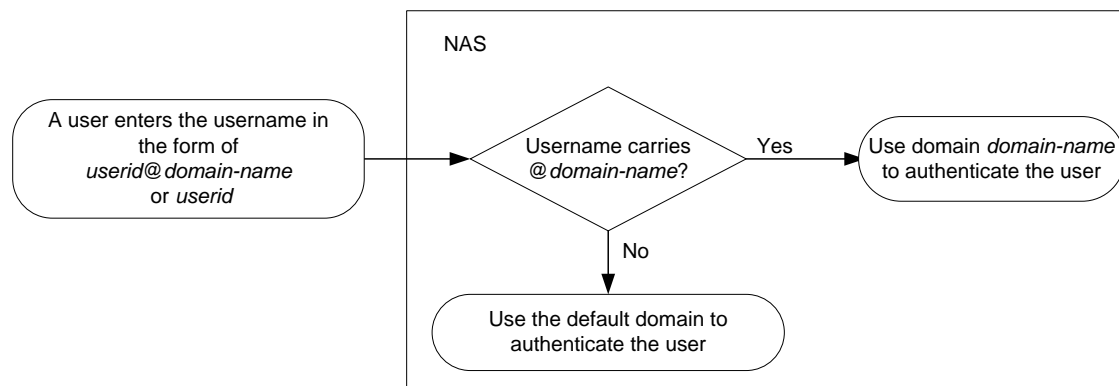 NAS
A user enters the username in
the form of
userid@domain-name
or userid
Username carries
@domain-name?
Yes
Use domain domain-name
to authenticate the user
No
Use the default domain to
authenticate the user